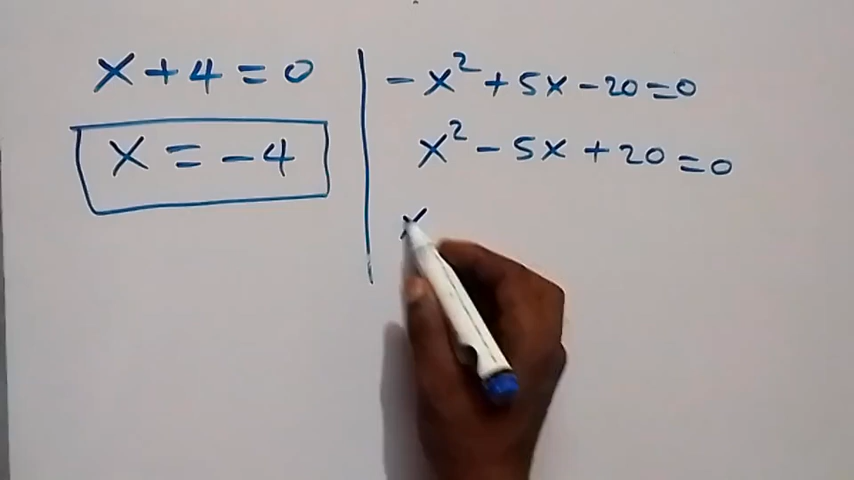 x + 4 = 0
x = -4
-x² + 5x - 20 = 0
x² - 5x + 20 = 0
x